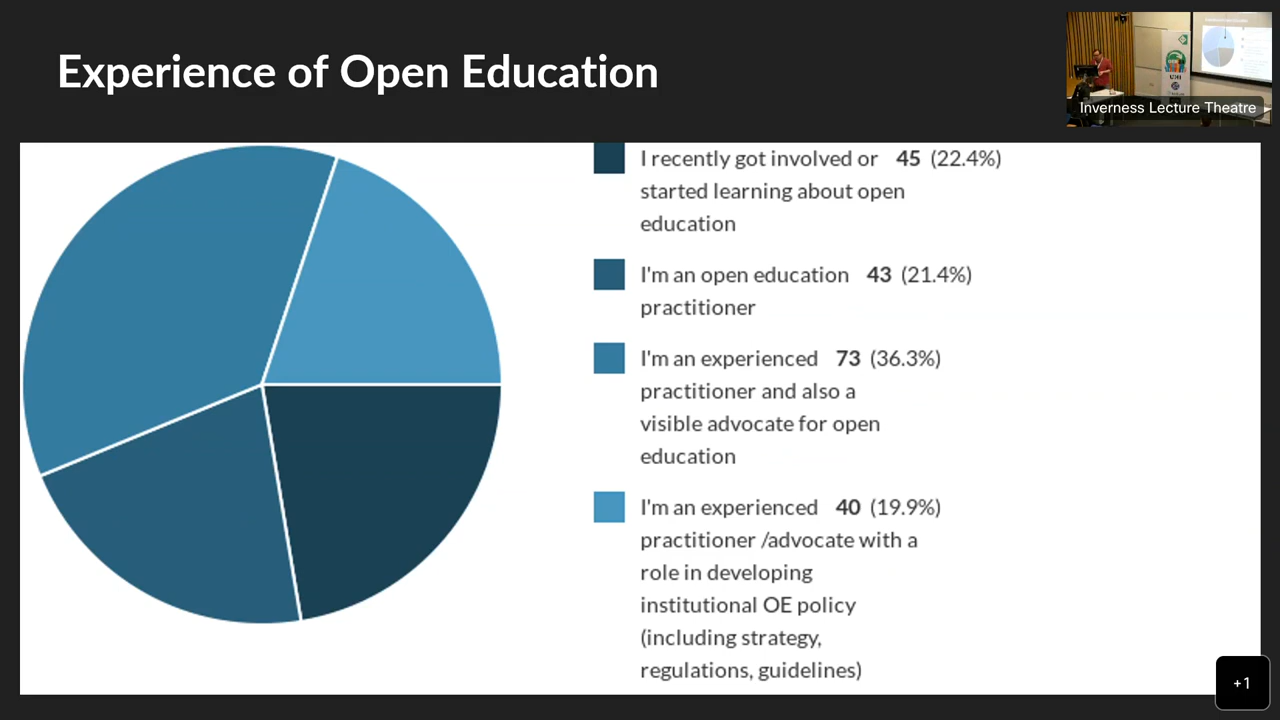 Experience of Open Education
Inverness Lecture Theatre
I recently got involved or 45 (22.4%)
started learning about open
education
I'm an open education 43 (21.4%)
practitioner
I'm an experienced 73 (36.3%)
practitioner and also a
visible advocate for open
education
I'm an experienced 40 (19.9%)
practitioner /advocate with a
role in developing
institutional OE policy
(including strategy,
regulations, guidelines)
+1